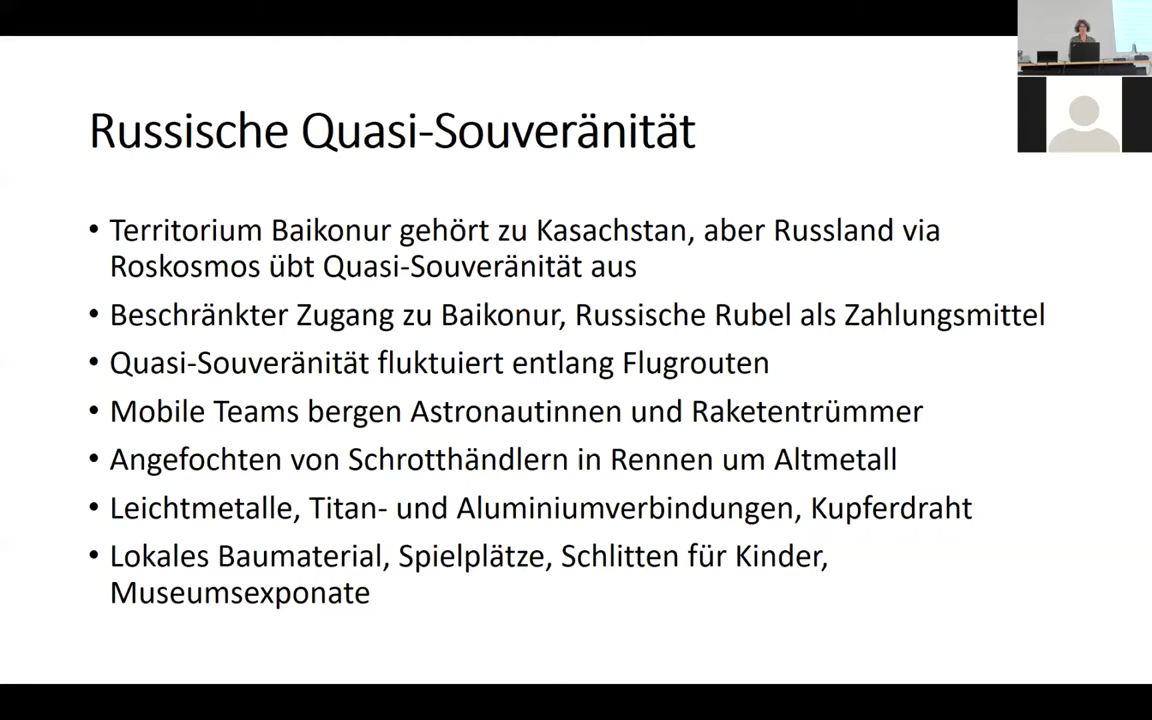 Russische Quasi-Souveränität
• Territorium Baikonur gehört zu Kasachstan, aber Russland via
Roskosmos übt Quasi-Souveränität aus
• Beschränkter Zugang zu Baikonur, Russische Rubel als Zahlungsmittel
• Quasi-Souveränität fluktuiert entlang Flugrouten
• Mobile Teams bergen Astronautinnen und Raketentrümmer
• Angefochten von Schrotthändlern in Rennen um Altmetall
• Leichtmetalle, Titan- und Aluminiumverbindungen, Kupferdraht
• Lokales Baumaterial, Spielplätze, Schlitten für Kinder,
Museumsexponate